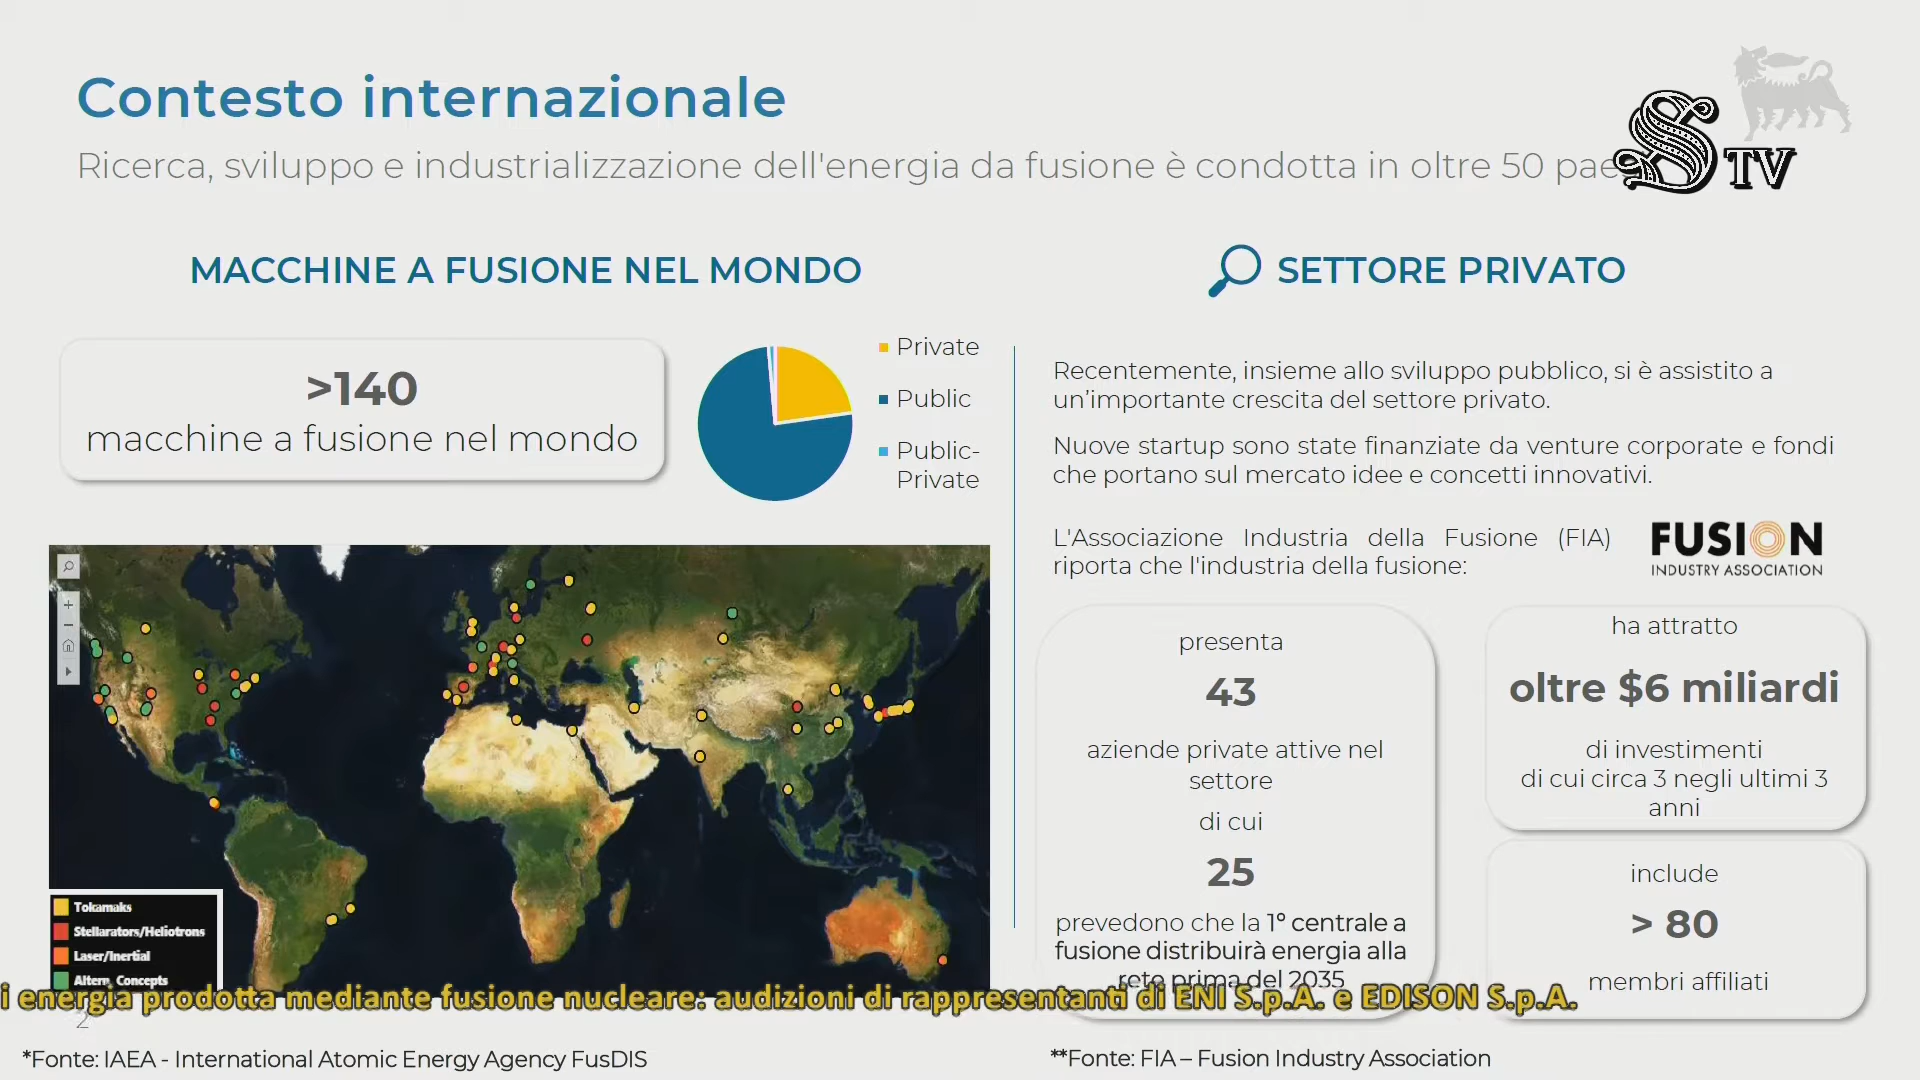 Contesto internazionale
Ricerca, sviluppo e industrializzazione dell'energia da fusione è condotta in oltre 50
S TV
MACCHINE A FUSIONE NEL MONDO
>140
macchine a fusione nel mondo
Private
Public
Public-
Private
Tokamaks
Stellarators/Heliotrons
Laser/Inertial
Altern. Concepts
SETTORE PRIVATO
Recentemente, insieme allo sviluppo pubblico, si è assistito a
un'importante crescita del settore privato.
Nuove startup sono state finanziate da venture corporate e fondi
che portano sul mercato idee e concetti innovativi.
L'Associazione Industria della Fusione (FIA)
riporta che l'industria della fusione:
FUSION
INDUSTRY ASSOCIATION
presenta
43
aziende private attive nel
settore
di cui
25
prevedono che la 1° centrale a
fusione distribuirà energia alla
rete prima del 2035
ha attratto
oltre $6 miliardi
di investimenti
di cui circa 3 negli ultimi 3
anni
include
> 80
membri affiliati
i energia prodotta mediante fusione nucleare: audizioni di rappresentanti di ENI S.p.A. e EDISON S.p.A.
2
*Fonte: IAEA - International Atomic Energy Agency FusDIS
**Fonte: FIA – Fusion Industry Association